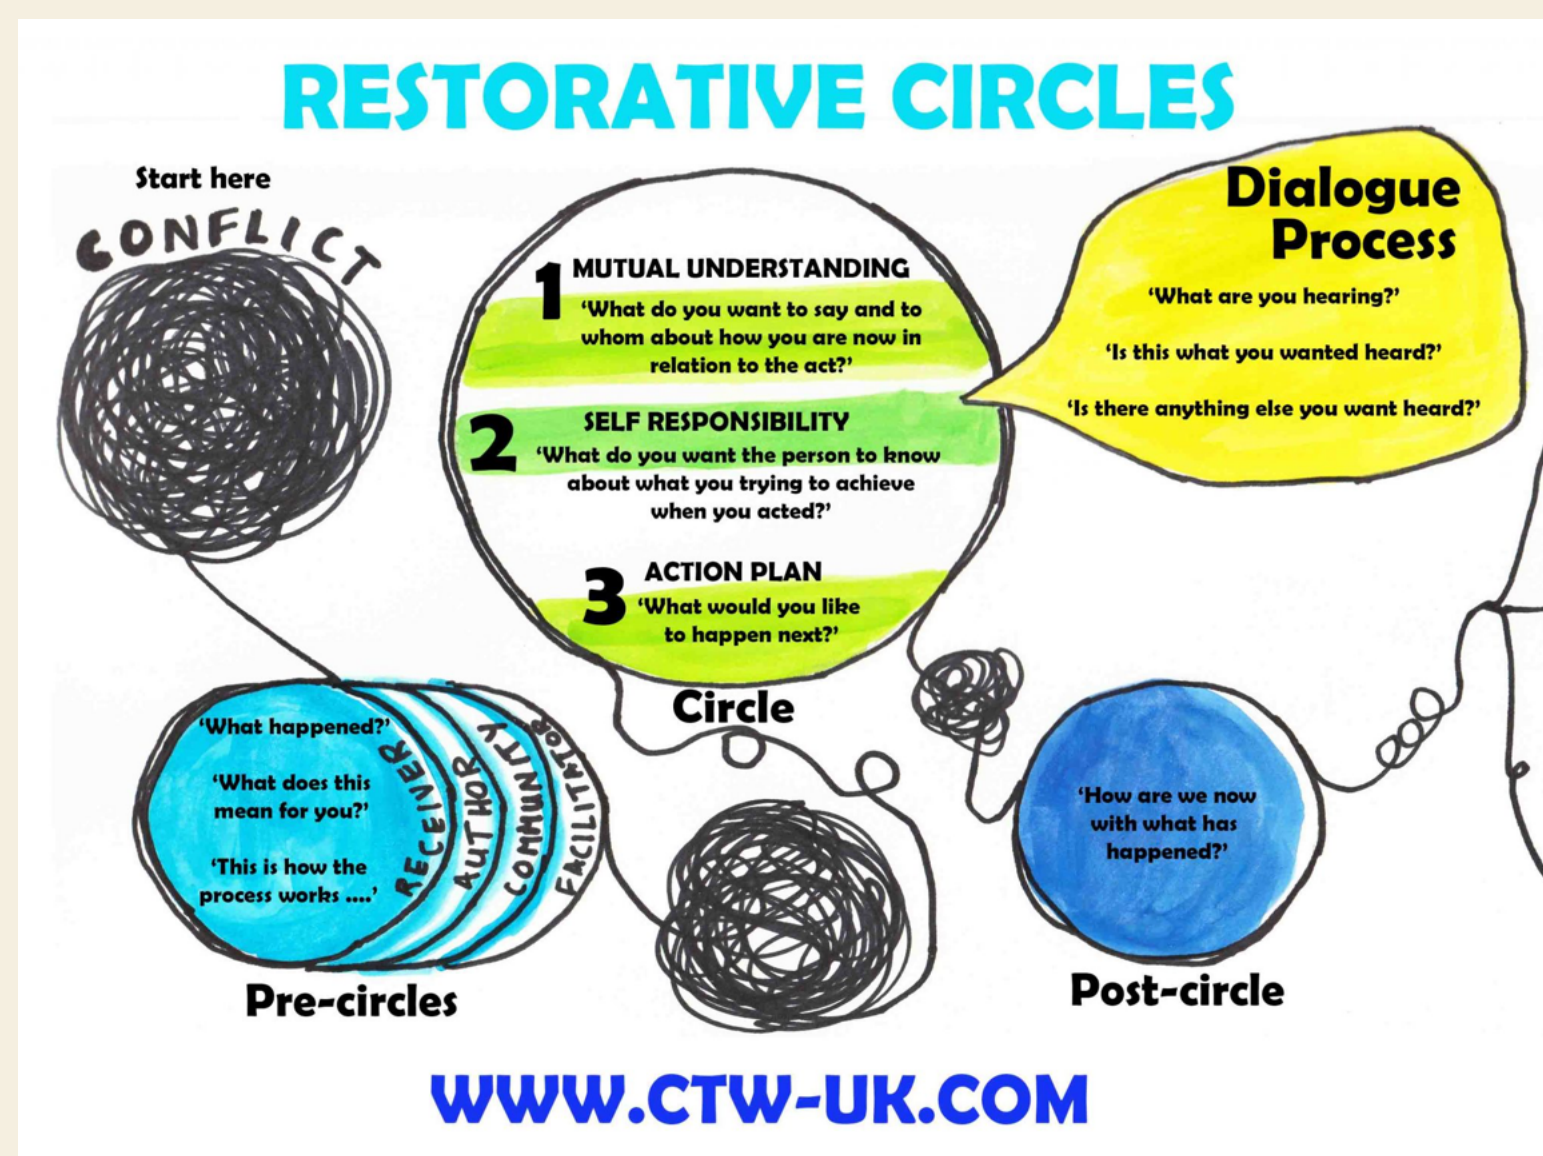 RESTORATIVE CIRCLES
Start here
CONFLICT
1 MUTUAL UNDERSTANDING
‘What do you want to say and to
whom about how you are now in
relation to the act?’
2 SELF RESPONSIBILITY
‘What do you want the person to know
about what you trying to achieve
when you acted?’
3 ACTION PLAN
‘What would you like
to happen next?’
Circle
Dialogue
Process
‘What are you hearing?’
‘Is this what you wanted heard?’
‘Is there anything else you want heard?’
‘What happened?’
‘What does this
mean for you?’
‘This is how the
process works ....’
RECEIVER
AUTHOR
COMMUNITY
FACILITATOR
Pre-circles
‘How are we now
with what has
happened?’
Post-circle
WWW.CTW-UK.COM